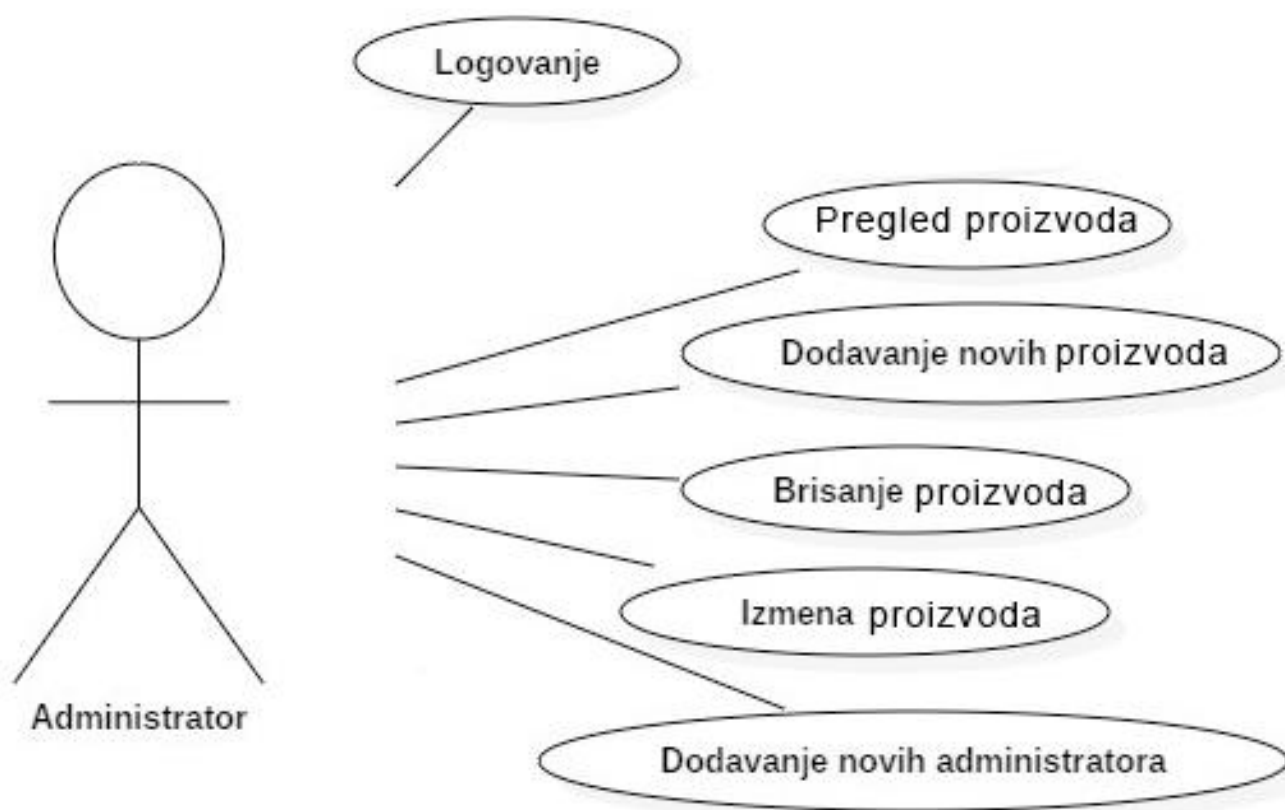 Logovanje
Pregled proizvoda
Dodavanje novih proizvoda
Brisanje proizvoda
Izmena proizvoda
Administrator
Dodavanje novih administratora